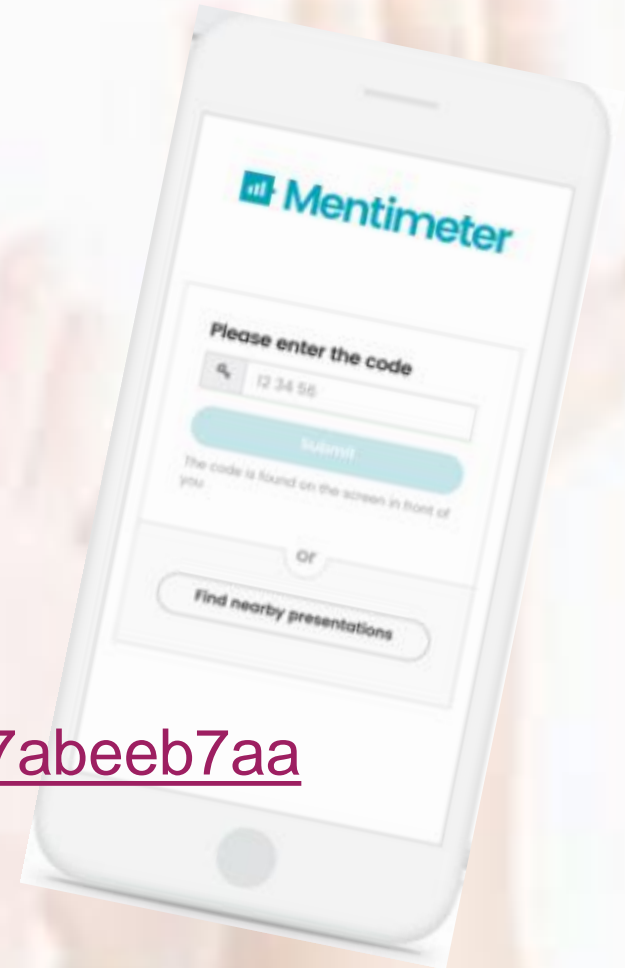 Mentimeter
Please enter the code
12 34 56
Submit
The code is found on the screen in front of
you
or
Find nearby presentations
7abeeb7aa